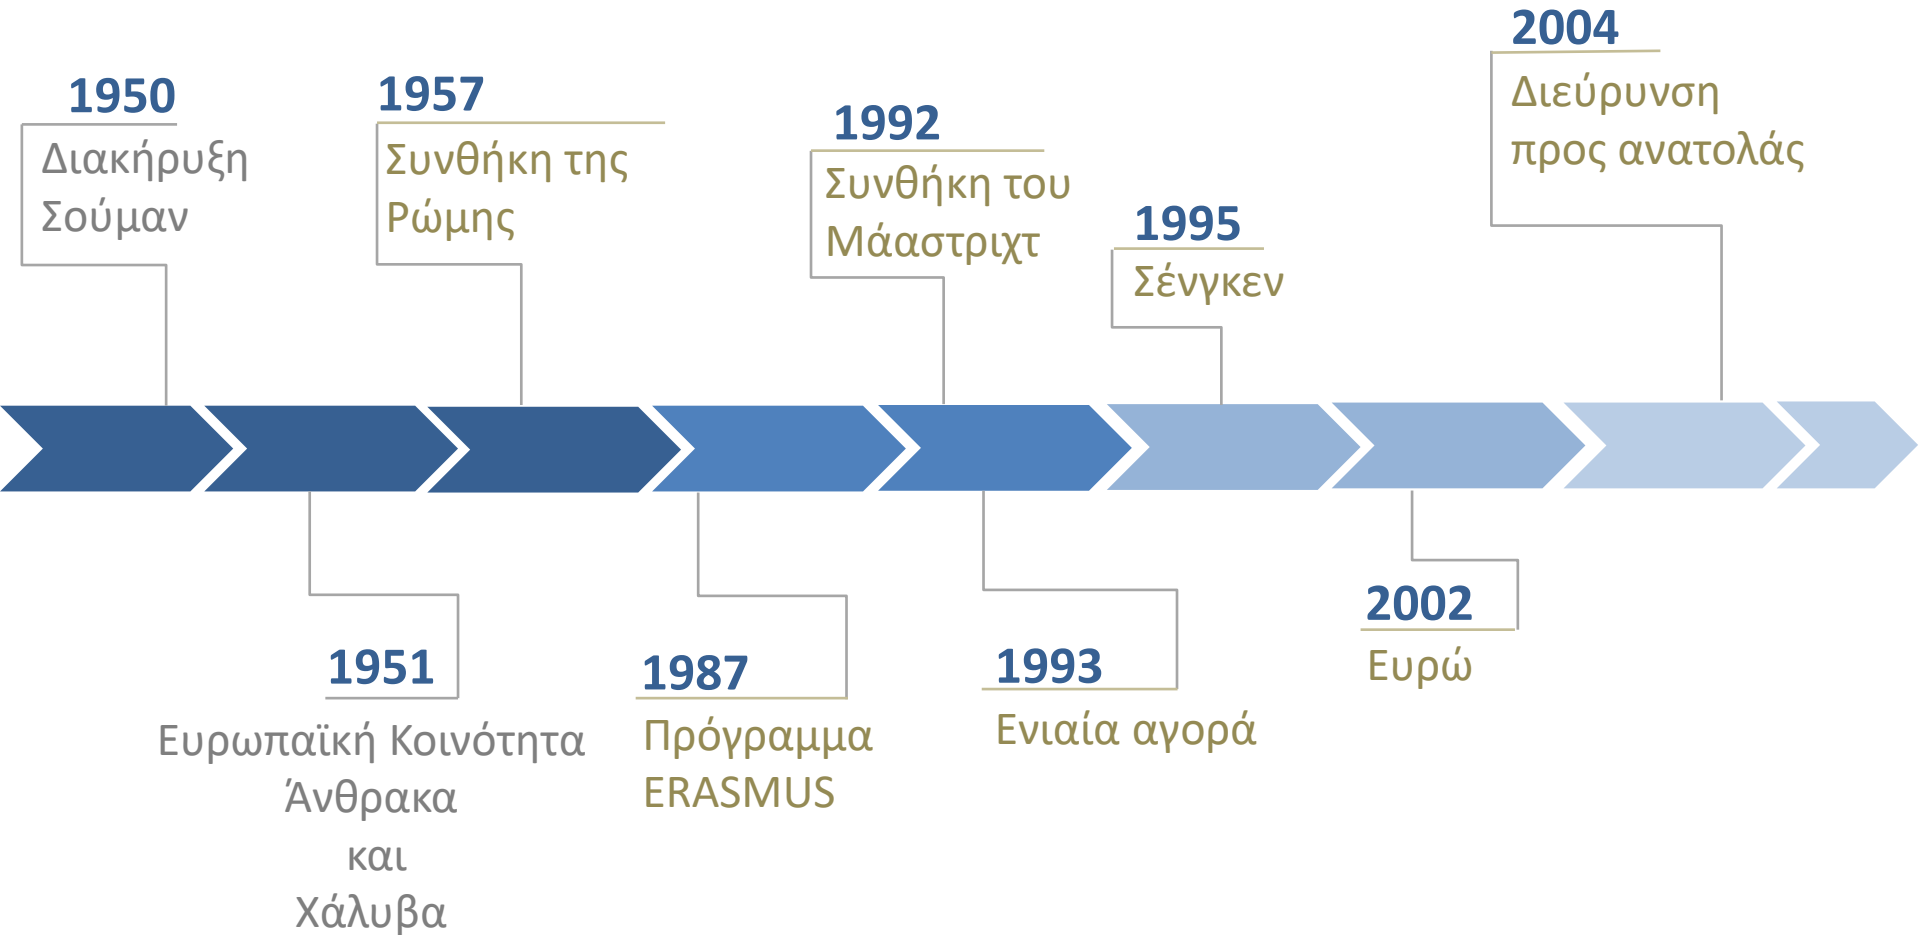 1950
Διακήρυξη
Σούμαν
1951
Ευρωπαϊκή Κοινότητα
Άνθρακα
και
Χάλυβα
1957
Συνθήκη της
Ρώμης
1987
Πρόγραμμα
ERASMUS
1992
Συνθήκη του
Μάαστριχτ
1993
Ενιαία αγορά
1995
Σένγκεν
2002
Ευρώ
2004
Διεύρυνση
προς ανατολάς